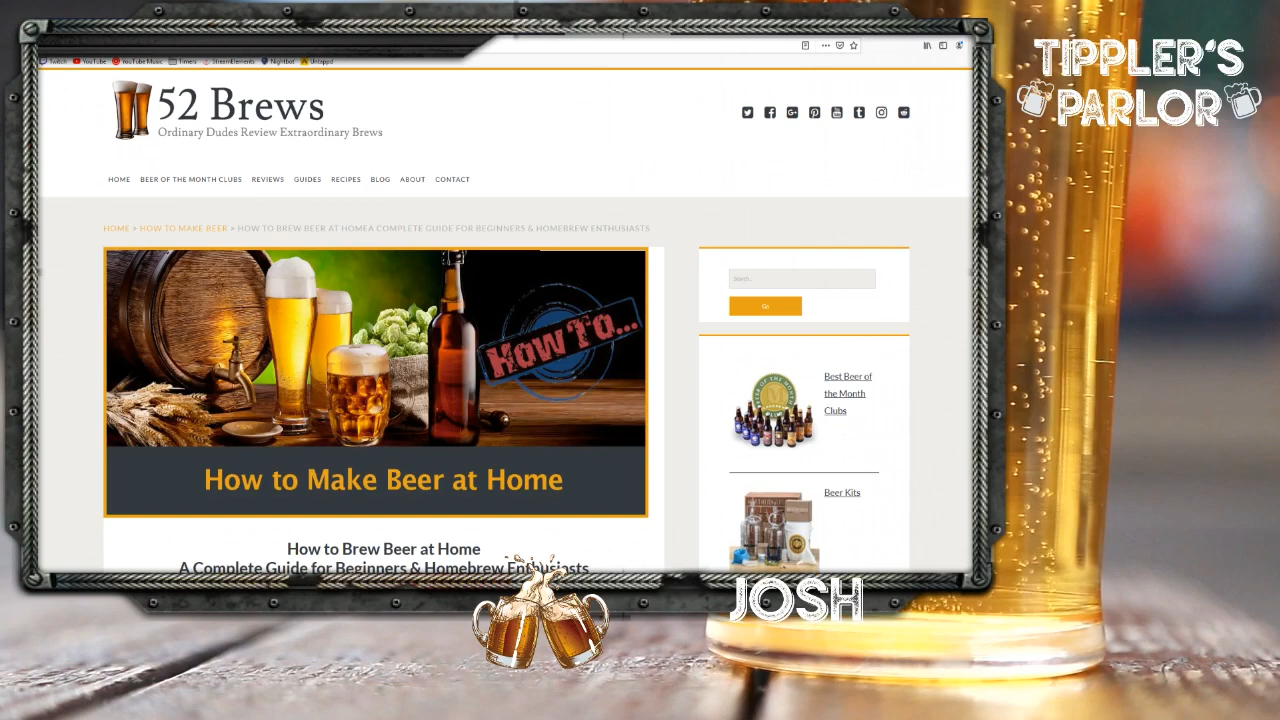 TIPPLER'S
PARLOR
Twitch YouTube YouTube Music Timers StreamElements Nightbot Untappd
52 Brews
Ordinary Dudes Review Extraordinary Brews
HOME BEER OF THE MONTH CLUBS REVIEWS GUIDES RECIPES BLOG ABOUT CONTACT
HOME > HOW TO MAKE BEER > HOW TO BREW BEER AT HOMEA COMPLETE GUIDE FOR BEGINNERS & HOMEBREW ENTHUSIASTS
HOW TO...
How to Make Beer at Home
How to Brew Beer at Home
A Complete Guide for Beginners & Homebrew Enthusiasts
Search...
Go
Best Beer of
the Month
Clubs
Beer Kits
JOSH